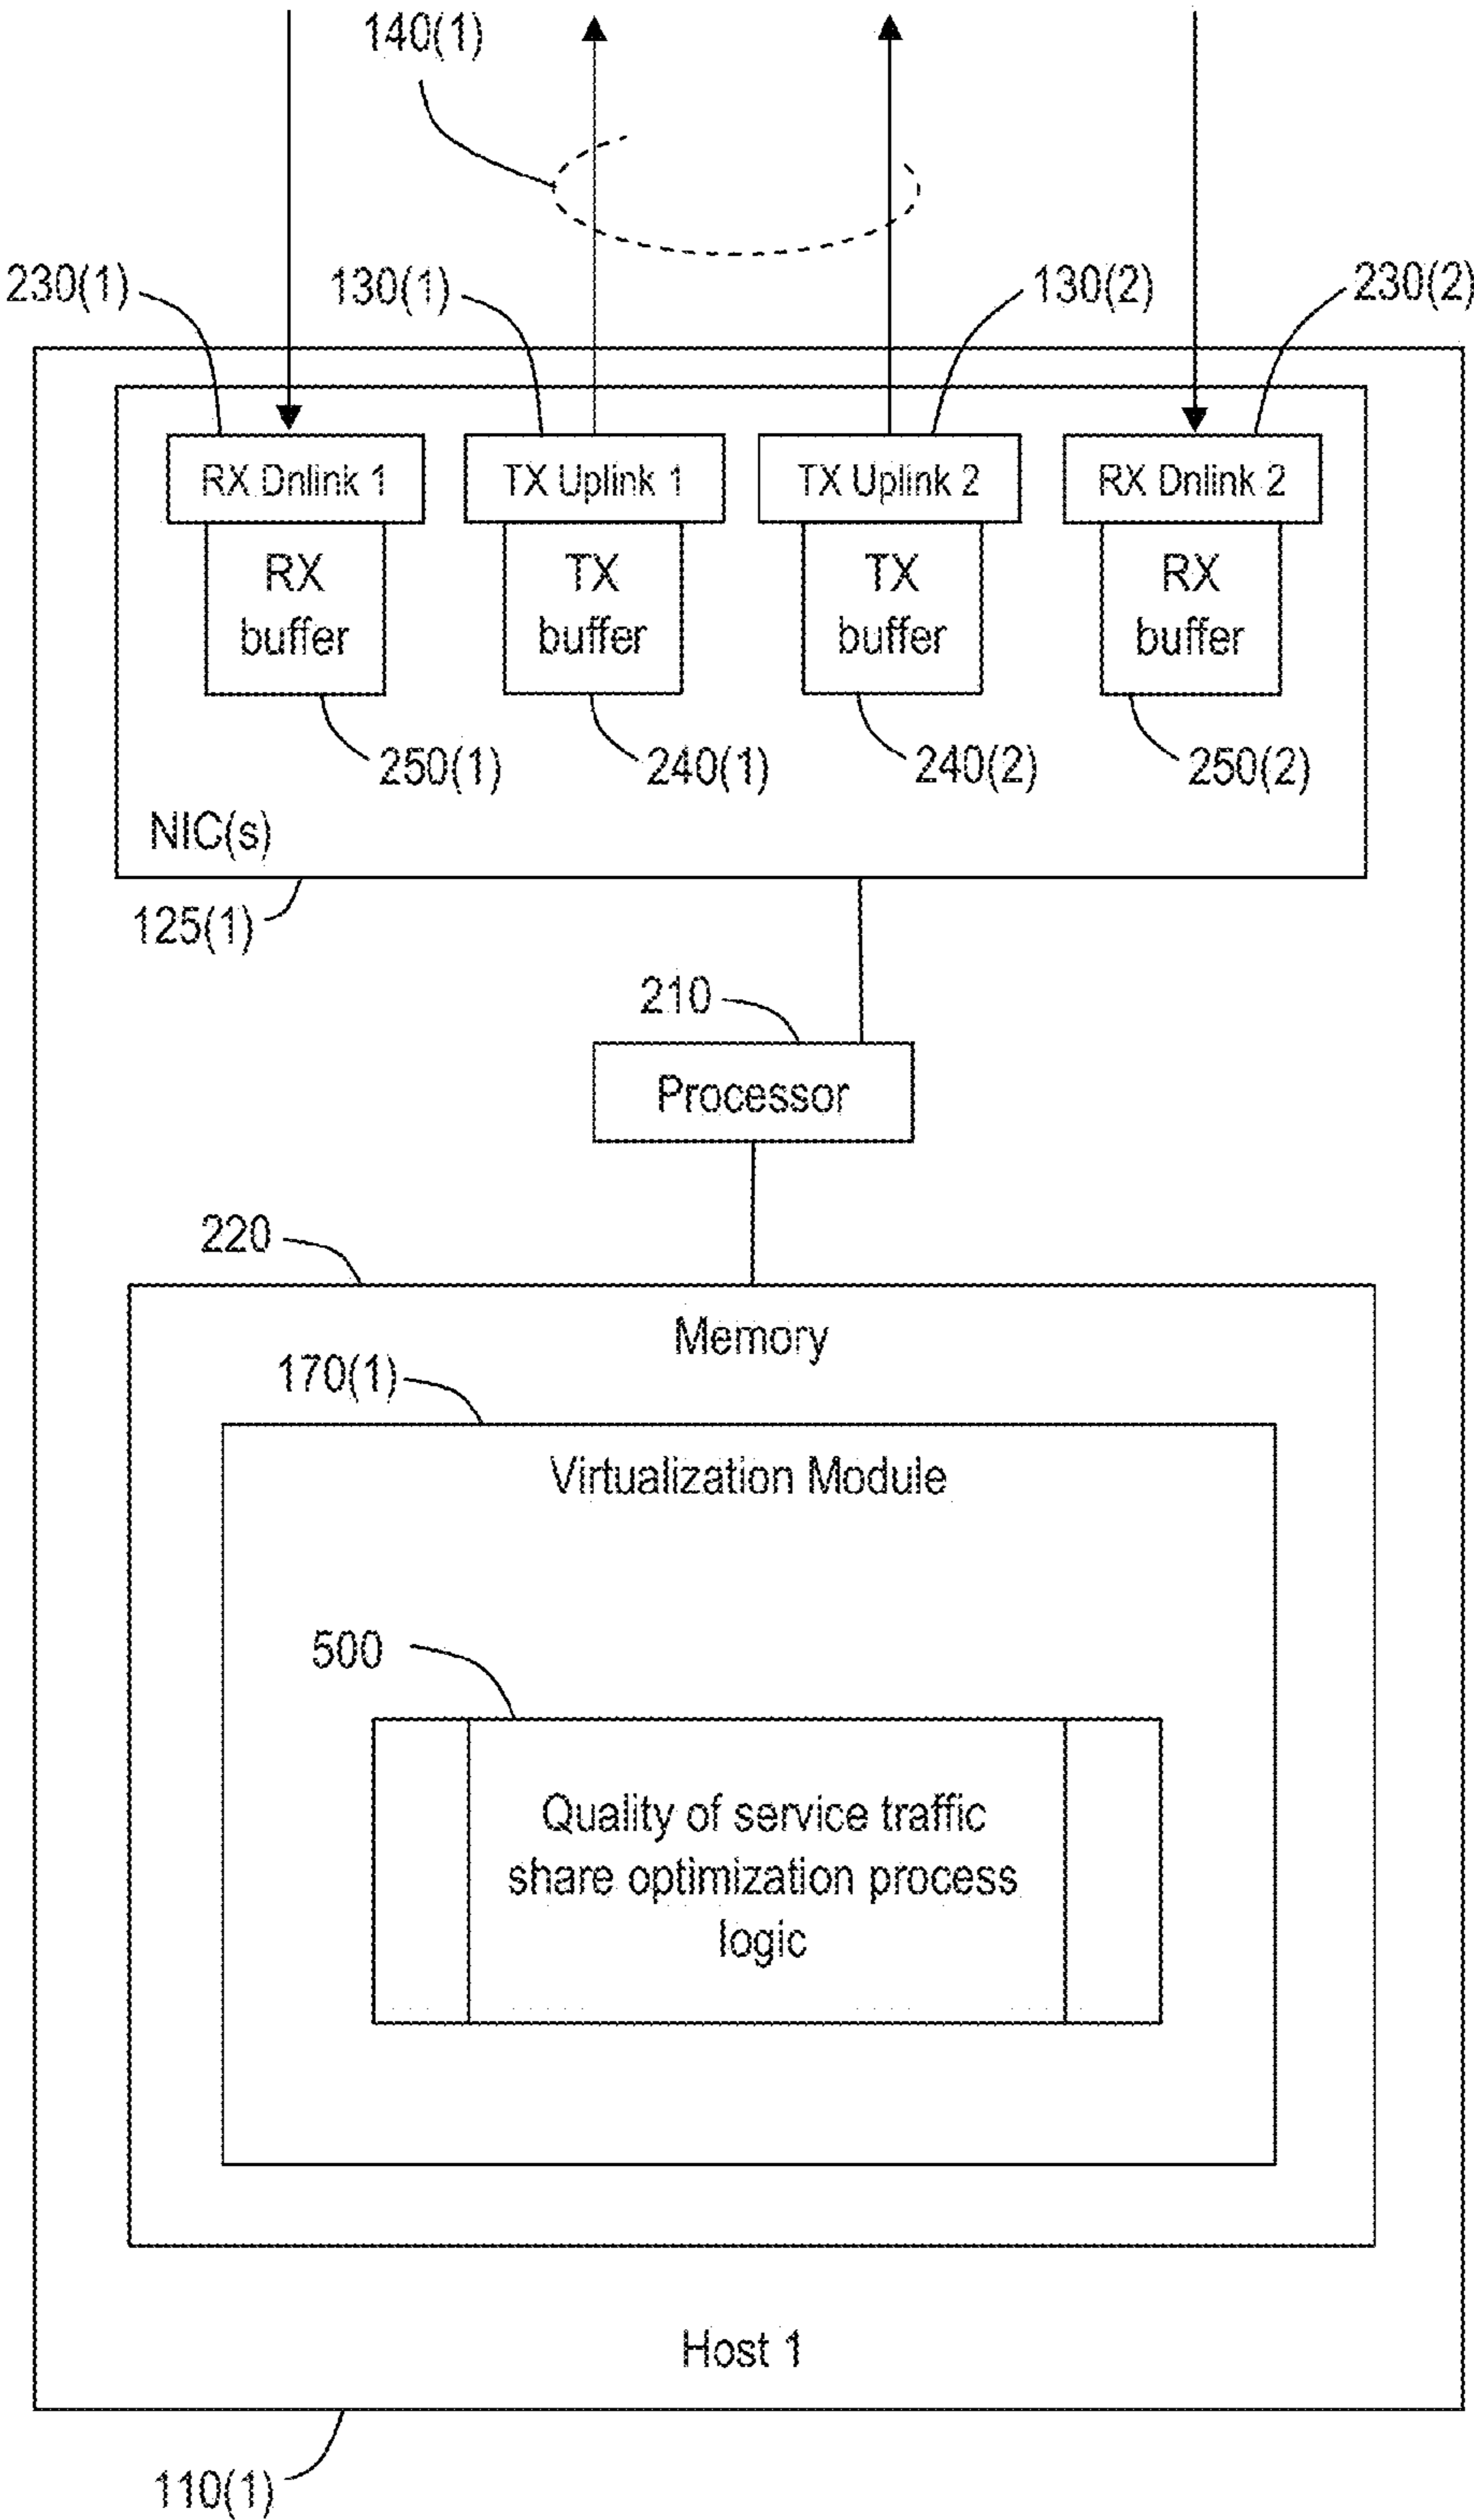 140(1)
230(1)
130(1)
130(2)
230(2)
RX Dnlink 1
TX Uplink 1
TX Uplink 2
RX Dnlink 2
RX
buffer
TX
buffer
TX
buffer
RX
buffer
250(1)
240(1)
240(2)
250(2)
NIC(s)
125(1)
210
Processor
220
Memory
170(1)
Virtualization Module
500
Quality of service traffic
share optimization process
logic
Host 1
110(1)